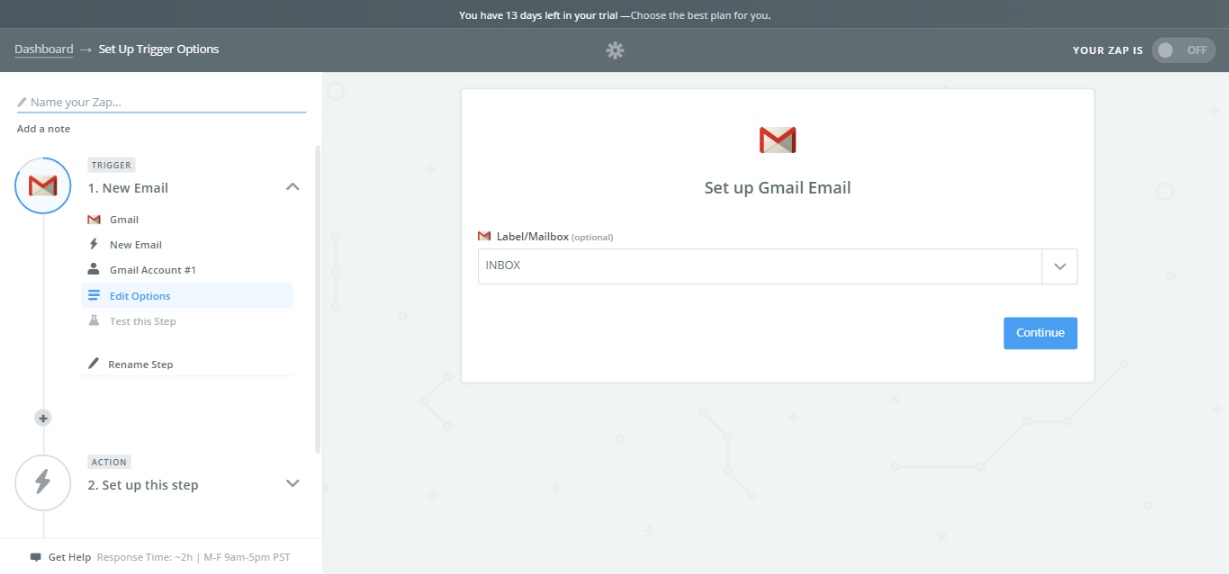 You have 13 days left in your trial —Choose the best plan for you.
Dashboard → Set Up Trigger Options
YOUR ZAP IS OFF
Name your Zap...
Add a note
TRIGGER
1. New Email
Gmail
New Email
Gmail Account #1
Edit Options
Test this Step
Rename Step
ACTION
2. Set up this step
Get Help Response Time: ~2h | M-F 9am-5pm PST
Set up Gmail Email
Label/Mailbox (optional)
INBOX
Continue